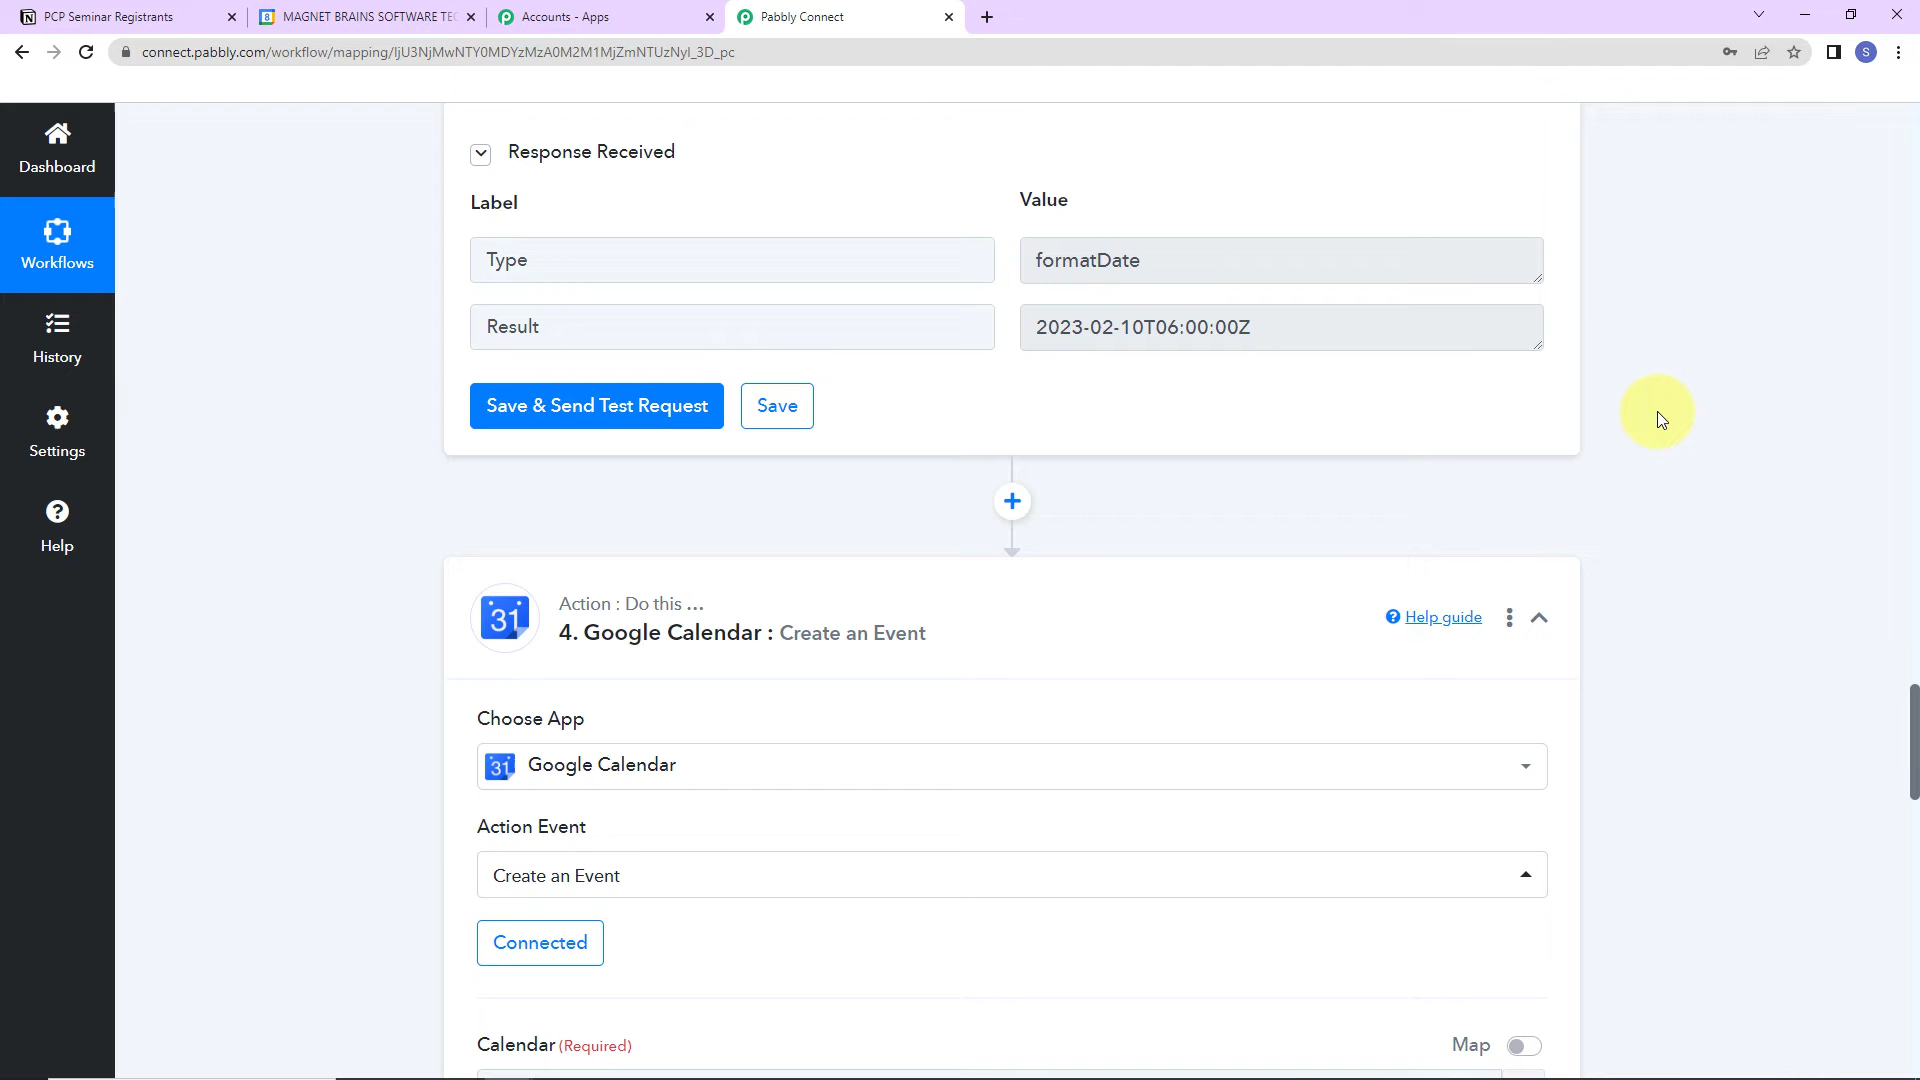 PCP Seminar Registrants
MAGNET BRAINS SOFTWARE TEC
Accounts - Apps
Pabbly Connect
connect.pabbly.com/workflow/mapping/IjU3NjMwNTY0MDYzMzA0M2M1MjZmNTUzNyI_3D_pc
S
Dashboard
Workflows
History
Settings
Help
Response Received
Label
Value
Type
formatDate
Result
2023-02-10T06:00:00Z
Save & Send Test Request
Save
Action : Do this ...
4. Google Calendar : Create an Event
Help guide
Choose App
Google Calendar
Action Event
Create an Event
Connected
Calendar (Required)
Map